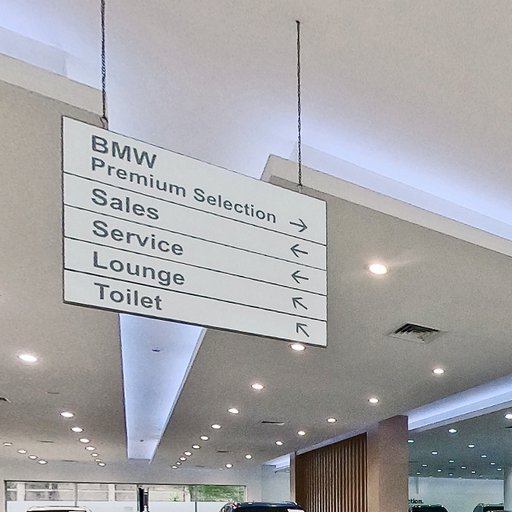 BMW
Premium Selection →
Sales ←
Service ←
Lounge ↖
Toilet ↖